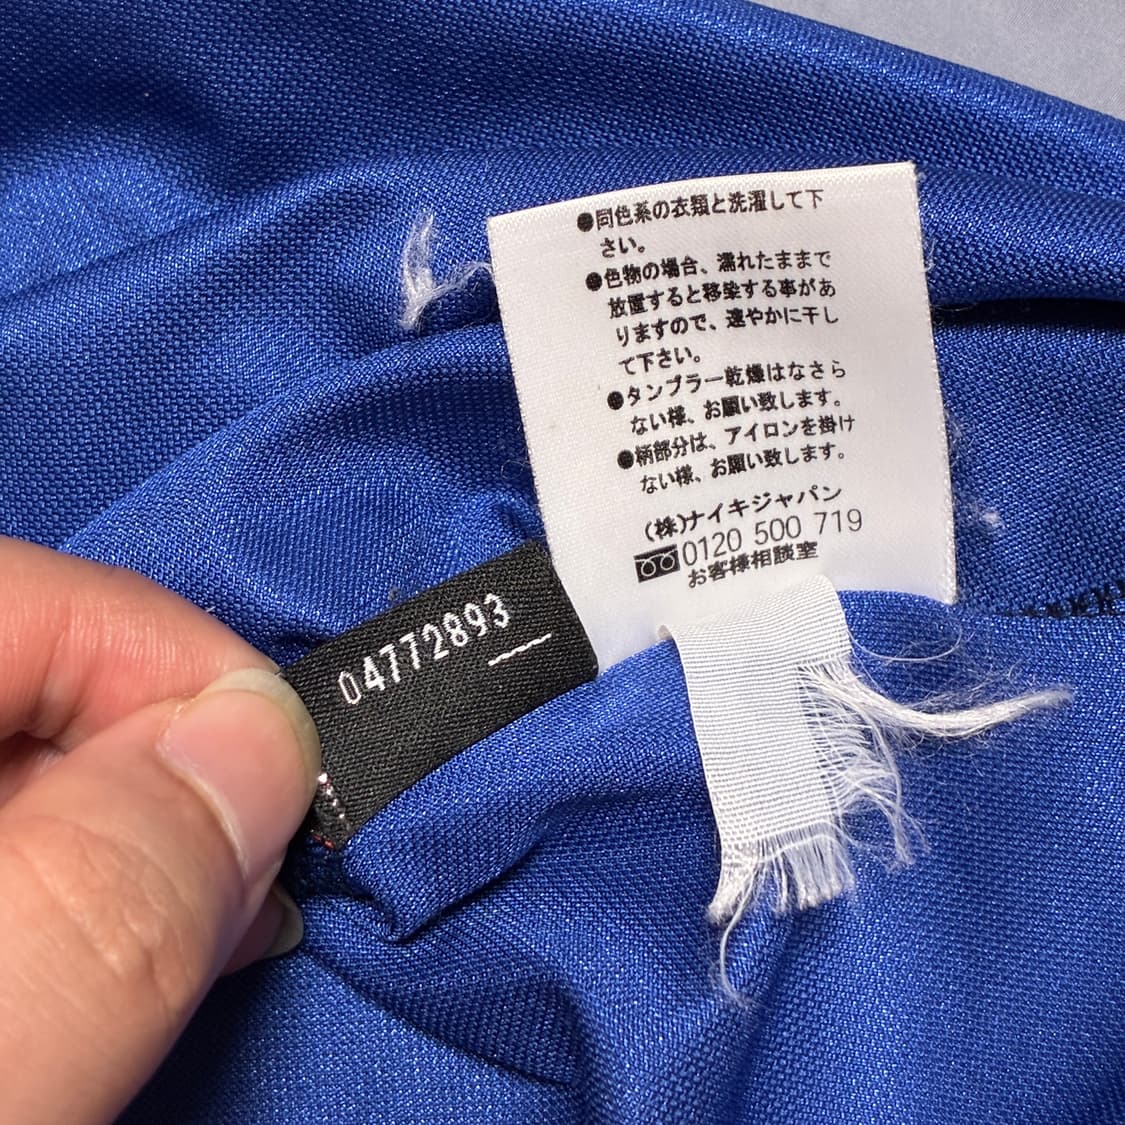 ●同色系の衣類と洗濯して下
さい。
●色物の場合、濡れたままで
放置すると移染する事があ
りますので、速やかに干し
て下さい。
●タンブラー乾燥はなさら
ない様、お願い致します。
●柄部分は、アイロンを掛け
ない様、お願い致します。
(株)ナイキジャパン
0120 500 719
お客様相談室
04772893